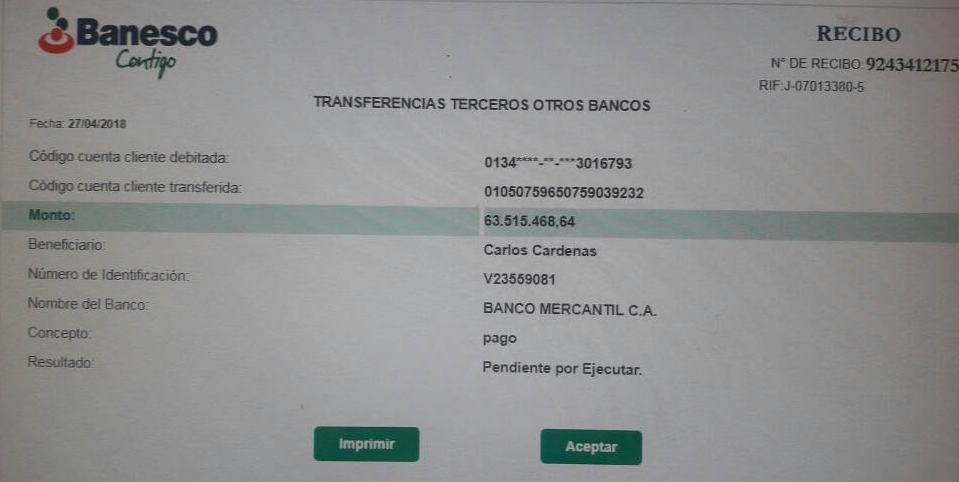 Banesco
Contigo
RECIBO
N° DE RECIBO: 9243412175
RIF:J-07013380-5
TRANSFERENCIAS TERCEROS OTROS BANCOS
Fecha: 27/04/2018
Código cuenta cliente debitada: 0134****-**-***3016793
Código cuenta cliente transferida: 01050759650759039232
Monto: 63.515.468,64
Beneficiario: Carlos Cardenas
Número de Identificación: V23559081
Nombre del Banco: BANCO MERCANTIL C.A.
Concepto: pago
Resultado: Pendiente por Ejecutar.
Imprimir Aceptar